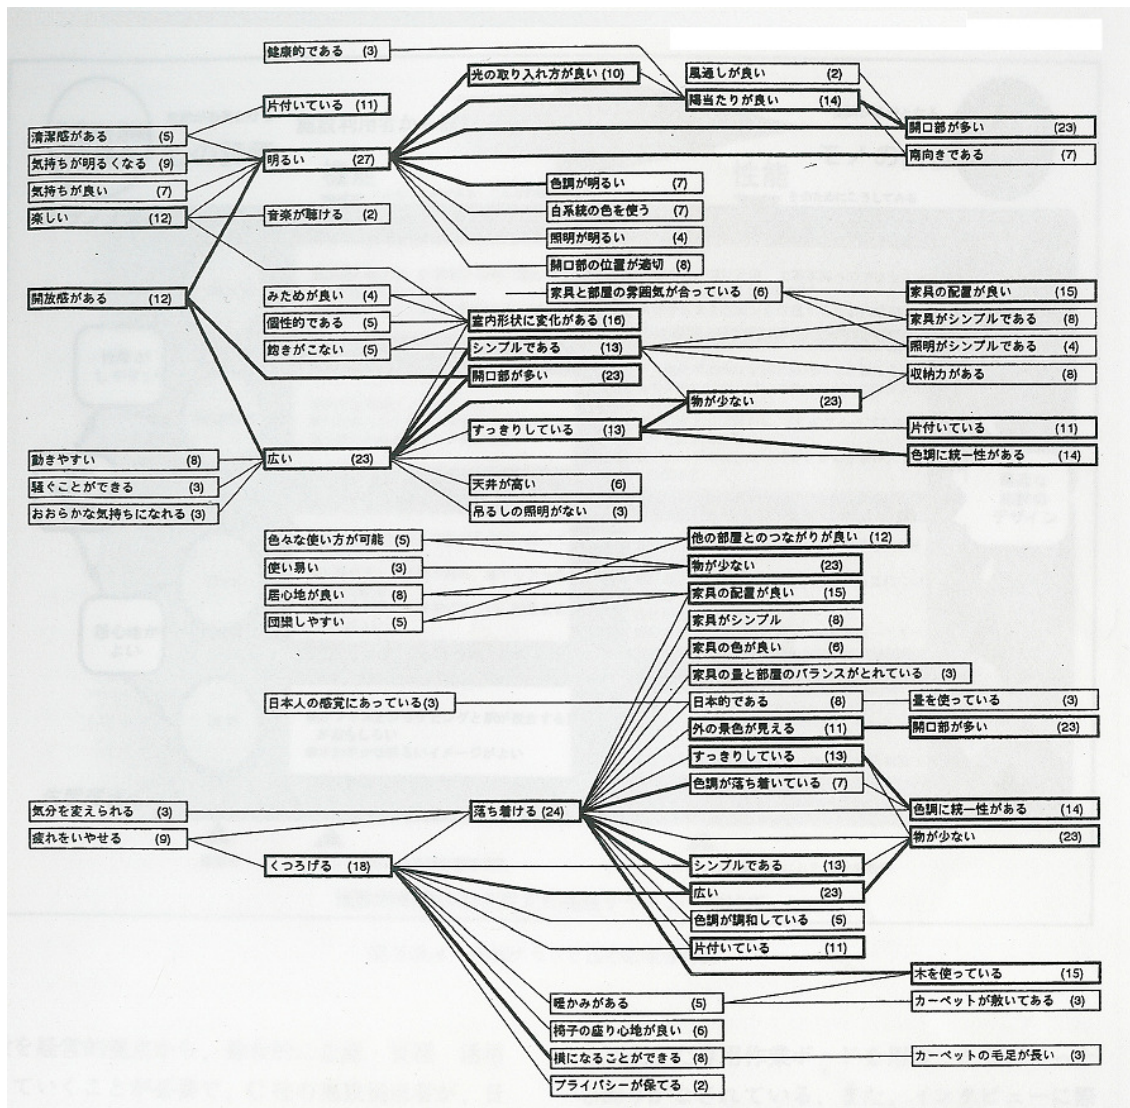 健康的である (3)
光の取り入れ方が良い (10)
風通しが良い (2)
陽当たりが良い (14)
片付いている (11)
開口部が多い (23)
清潔感がある (5)
気持ちが明るくなる (9)
明るい (27)
南向きである (7)
気持ちが良い (7)
色調が明るい (7)
楽しい (12)
音楽が聴ける (2)
白系統の色を使う (7)
照明が明るい (4)
開口部の位置が適切 (8)
開放感がある (12)
みためが良い (4)
家具と部屋の雰囲気が合っている (6)
家具の配置が良い (15)
個性的である (5)
室内形状に変化がある (16)
家具がシンプルである (8)
飽きがこない (5)
シンプルである (13)
照明がシンプルである (4)
開口部が多い (23)
収納力がある (8)
物が少ない (23)
すっきりしている (13)
片付いている (11)
動きやすい (8)
広い (23)
色調に統一性がある (14)
騒ぐことができる (3)
天井が高い (6)
おおらかな気持ちになれる (3)
吊るしの照明がない (3)
色々な使い方が可能 (5)
他の部屋とのつながりが良い (12)
使い易い (3)
物が少ない (23)
居心地が良い (8)
家具の配置が良い (15)
団欒しやすい (5)
家具がシンプル (8)
家具の色が良い (6)
家具の量と部屋のバランスがとれている (3)
日本人の感覚にあっている(3)
日本的である (8)
畳を使っている (3)
外の景色が見える (11)
開口部が多い (23)
すっきりしている (13)
色調が落ち着いている (7)
気分を変えられる (3)
落ち着ける (24)
色調に統一性がある (14)
疲れをいやせる (9)
物が少ない (23)
くつろげる (18)
シンプルである (13)
広い (23)
色調が調和している (5)
片付いている (11)
木を使っている (15)
暖かみがある (5)
カーペットが敷いてある (3)
椅子の座り心地が良い (6)
横になることができる (8)
カーペットの毛足が長い (3)
プライバシーが保てる (2)